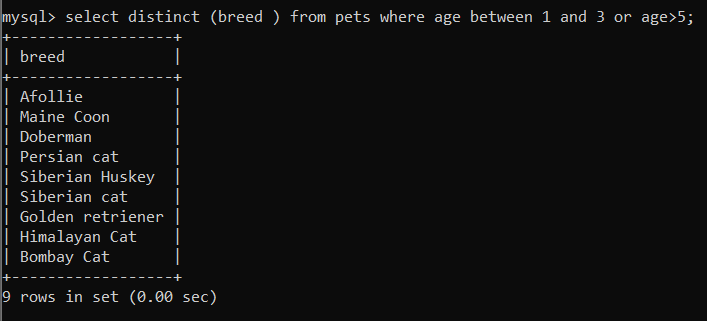 mysql> select distinct (breed ) from pets where age between 1 and 3 or age>5;
+------------------+
| breed            |
+------------------+
| Afollie          |
| Maine Coon       |
| Doberman         |
| Persian cat      |
| Siberian Huskey  |
| Siberian cat     |
| Golden retriener |
| Himalayan Cat    |
| Bombay Cat       |
+------------------+
9 rows in set (0.00 sec)